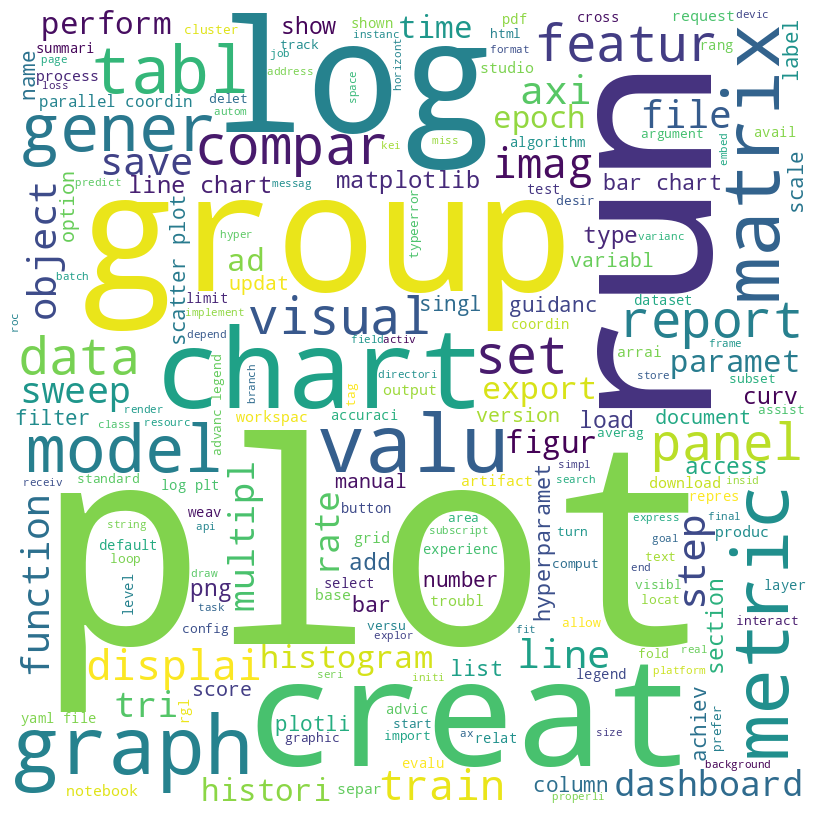 perform
cluster
show
shown
time
pdf
cross
request
devic
summari
job
instanc
html
format
rang
page
name
process
tabl
log
track
studio
featur
label
loss
address
space
horizont
parallel coordin
delet
autom
axi
file
matrix
gener
compar
epoch
algorithm
argument
avail
save
kei
miss
imag
embed
predict
line chart
messag
matplotlib
test
desir
bar chart
scale
object
option
scatter plot
group
typeerror
type
varianc
run
hyper
ad
variabl
batch
updat
limit
implement
visual
singl
guidanc
dataset
report
roc
depend
field
activ
coordin
frame
data
chart
set
arrai
paramet
store
subset
sweep
branch
directori
export
curv
filter
render
advanc legend
workspac
tag
output
version
load
document
assist
class
resourc
accuraci
valu
figur
averag
panel
model
receiv
standard
log plt
multipl
manual
artifact
simpl
access
search
download
insid
repres
weav
button
rate
hyperparamet
string
api
plot
area
subscript
turn
express
final
produc
metric
function
default
loop
grid
experienc
add
text
goal
step
level
draw
png
select
number
comput
visibl
end
layer
task
base
bar
troubl
locat
config
versu
explor
fit
allow
section
interact
displai
histogram
line
fold
real
seri
initi
list
legend
platform
tri
score
creat
achiev
prefer
yaml file
rgl
plotli
advic
start
import
ax
relat
size
graph
graphic
background
evalu
notebook
histori
separ
train
column
dashboard
properli